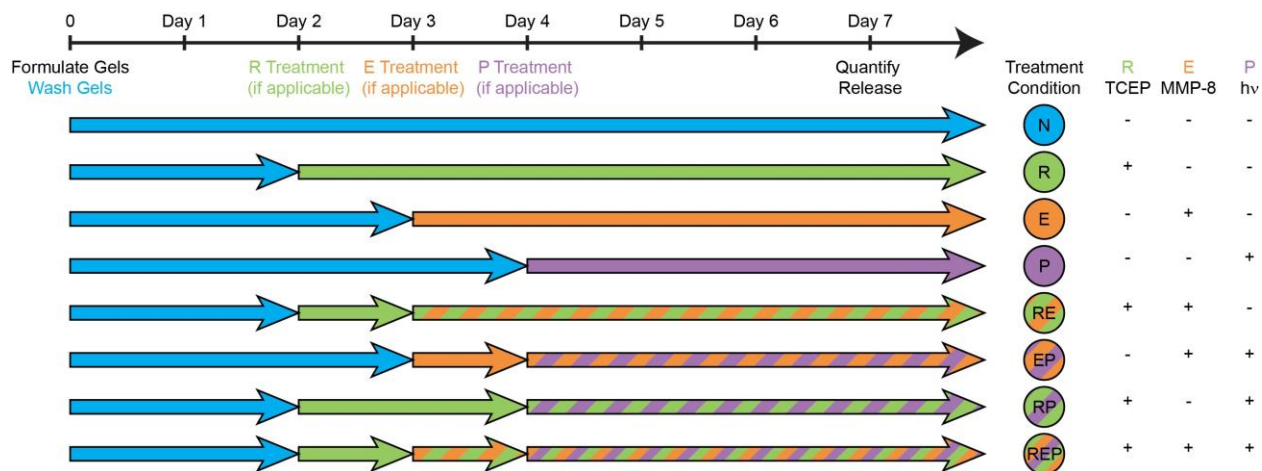 0 Day 1 Day 2 Day 3 Day 4 Day 5 Day 6 Day 7
Formulate Gels R Treatment E Treatment P Treatment Quantify Treatment R E P
Wash Gels (if applicable) (if applicable) (if applicable) Release Condition TCEP MMP-8 hν
N - - -
R + - -
E - + -
P - - +
RE + + -
EP - + +
RP + - +
REP + + +